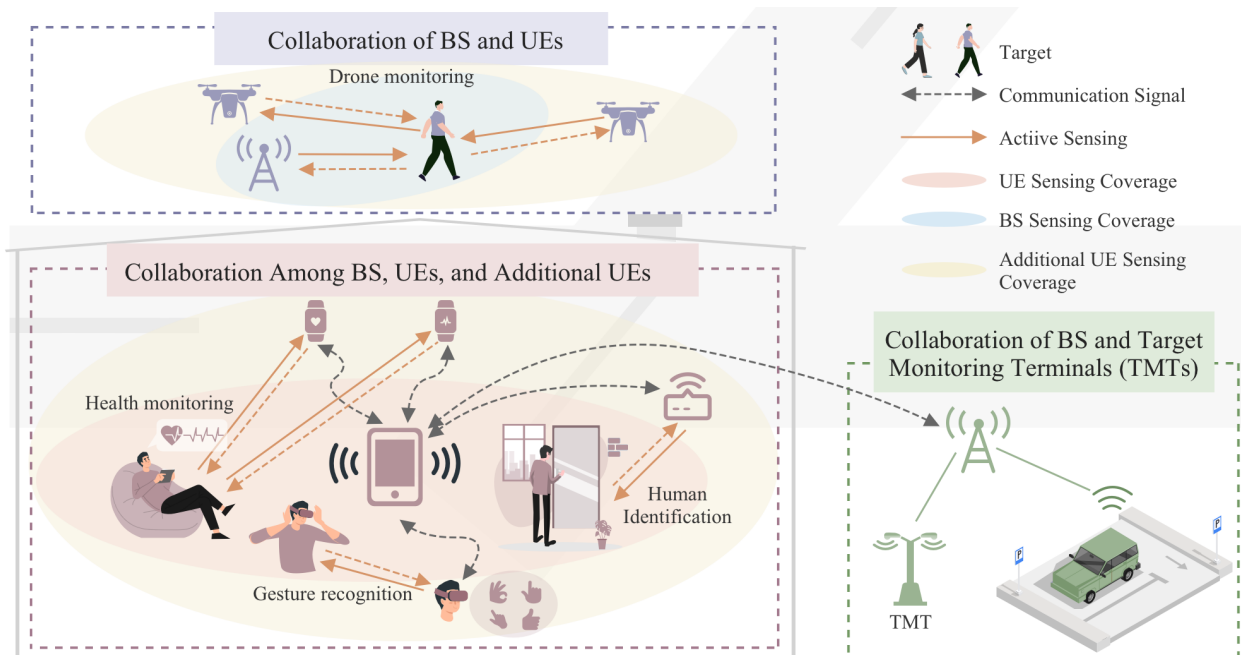 Collaboration of BS and UEs
Drone monitoring
Target
Communication Signal
Actiive Sensing
UE Sensing Coverage
BS Sensing Coverage
Additional UE Sensing
Coverage
Collaboration Among BS, UEs, and Additional UEs
Health monitoring
Human
Identification
Gesture recognition
Collaboration of BS and Target
Monitoring Terminals (TMTs)
P
P
TMT